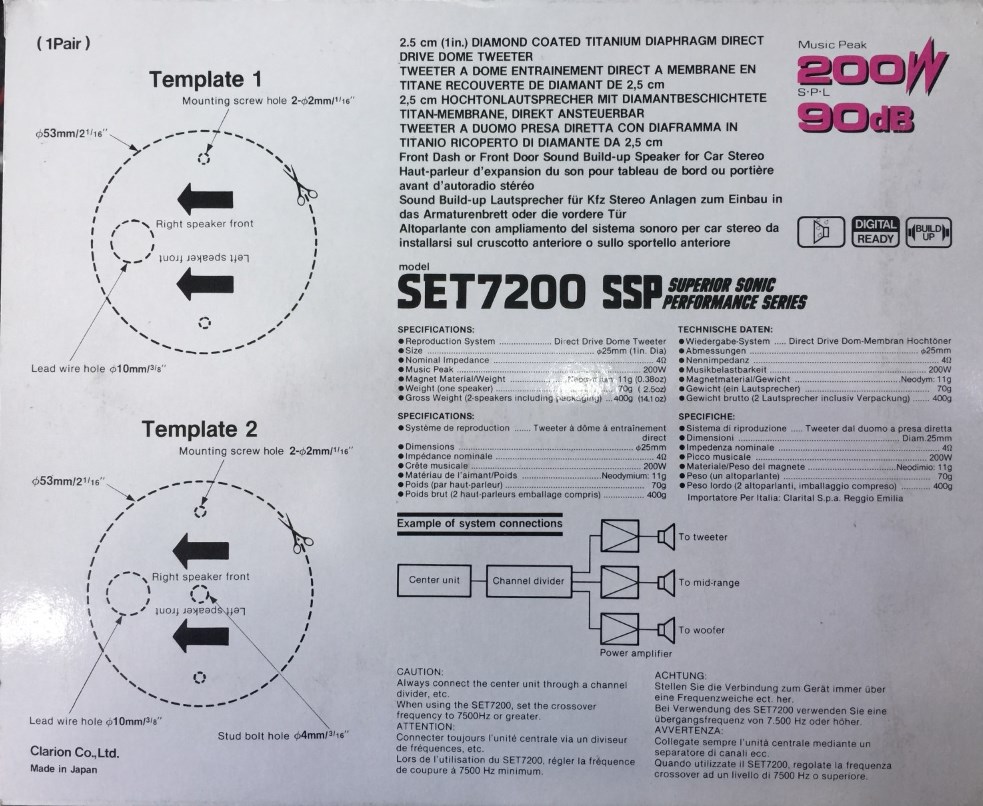 (1Pair)
Template 1
Mounting screw hole 2-φ2mm/1/16"
φ53mm/2 1/16"
Right speaker front
Left speaker front
Lead wire hole φ10mm/3/8"
Template 2
Mounting screw hole 2-φ2mm/1/16"
φ53mm/2 1/16"
Right speaker front
Left speaker front
Lead wire hole φ10mm/3/8"
Stud bolt hole φ4mm/3/16"
Clarion Co.,Ltd.
Made in Japan
2.5 cm (1in.) DIAMOND COATED TITANIUM DIAPHRAGM DIRECT
DRIVE DOME TWEETER
TWEETER A DOME ENTRAINEMENT DIRECT A MEMBRANE EN
TITANE RECOUVERTE DE DIAMANT DE 2,5 cm
2,5 cm HOCHTONLAUTSPRECHER MIT DIAMANTBESCHICHTETE
TITAN-MEMBRANE, DIREKT ANSTEUERBAR
TWEETER A DUOMO PRESA DIRETTA CON DIAFRAMMA IN
TITANIO RICOPERTO DI DIAMANTE DA 2,5 cm
Front Dash or Front Door Sound Build-up Speaker for Car Stereo
Haut-parleur d'expansion du son pour tableau de bord ou portière
avant d'autoradio stéréo
Sound Build-up Lautsprecher für Kfz Stereo Anlagen zum Einbau in
das Armaturenbrett oder die vordere Tür
Altoparlante con ampliamento del sistema sonoro per car stereo da
installarsi sul cruscotto anteriore o sullo sportello anteriore
Music Peak
200W
S·P·L
90dB
DIGITAL
READY
BUILD
UP
model
SET7200 SSP SUPERIOR SONIC
PERFORMANCE SERIES
SPECIFICATIONS:
●Reproduction System ........ Direct Drive Dome Tweeter
●Size ........ φ25mm (1in. Dia)
●Nominal Impedance ........ 4Ω
●Music Peak ........ 200W
●Magnet Material/Weight ........ 11g (0.38oz)
●Weight (one speaker) ........ 70g ( 2.5oz)
●Gross Weight (2-speakers including packaging) ... 400g (14.1oz)
TECHNISCHE DATEN:
●Wiedergabe-System ..... Direct Drive Dom-Membran Hochtöner
●Abmessungen ........ φ25mm
●Nennimpedanz ........ 4Ω
●Musikbelastbarkeit ........ 200W
●Magnetmaterial/Gewicht ........ Neodym: 11g
●Gewicht (ein Lautsprecher) ........ 70g
●Gewicht brutto (2 Lautsprecher inclusiv Verpackung) ........ 400g
SPECIFICATIONS:
●Système de reproduction ........ Tweeter à dôme à entraînement
direct
●Dimensions ........ φ25mm
●Impédance nominale ........ 4Ω
●Crête musicale ........ 200W
●Matériau de l'aimant/Poids ........ Neodymium: 11g
●Poids (par haut-parleur) ........ 70g
●Poids brut (2 haut-parleurs emballage compris) ........ 400g
SPECIFICHE:
●Sistema di riproduzione ..... Tweeter dal duomo a presa diretta
●Dimensioni ........ Diam.25mm
●Impedenza nominale ........ 4Ω
●Picco musicale ........ 200W
●Materiale/Peso del magnete ........ Neodimio: 11g
●Peso (un altoparlante) ........ 70g
●Peso lordo (2 altoparlanti, imballaggio compreso) ........ 400g
Importatore Per Italia: Clarital S.p.a. Reggio Emilia
Example of system connections
Center unit
Channel divider
To tweeter
To mid-range
To woofer
Power amplifier
CAUTION:
Always connect the center unit through a channel
divider, etc.
When using the SET7200, set the crossover
frequency to 7500Hz or greater.
ATTENTION:
Connecter toujours l'unité centrale via un diviseur
de fréquences, etc.
Lors de l'utilisation du SET7200, régler la fréquence
de coupure à 7500 Hz minimum.
ACHTUNG:
Stellen Sie die Verbindung zum Gerät immer über
eine Frequenzweiche ect. her.
Bei Verwendung des SET7200 verwenden Sie eine
übergangsfrequenz von 7.500 Hz oder höher.
AVVERTENZA:
Collegate sempre l'unità centrale mediante un
separatore di canali ecc.
Quando utilizzate il SET7200, regolate la frequenza
crossover ad un livello di 7500 Hz o superiore.